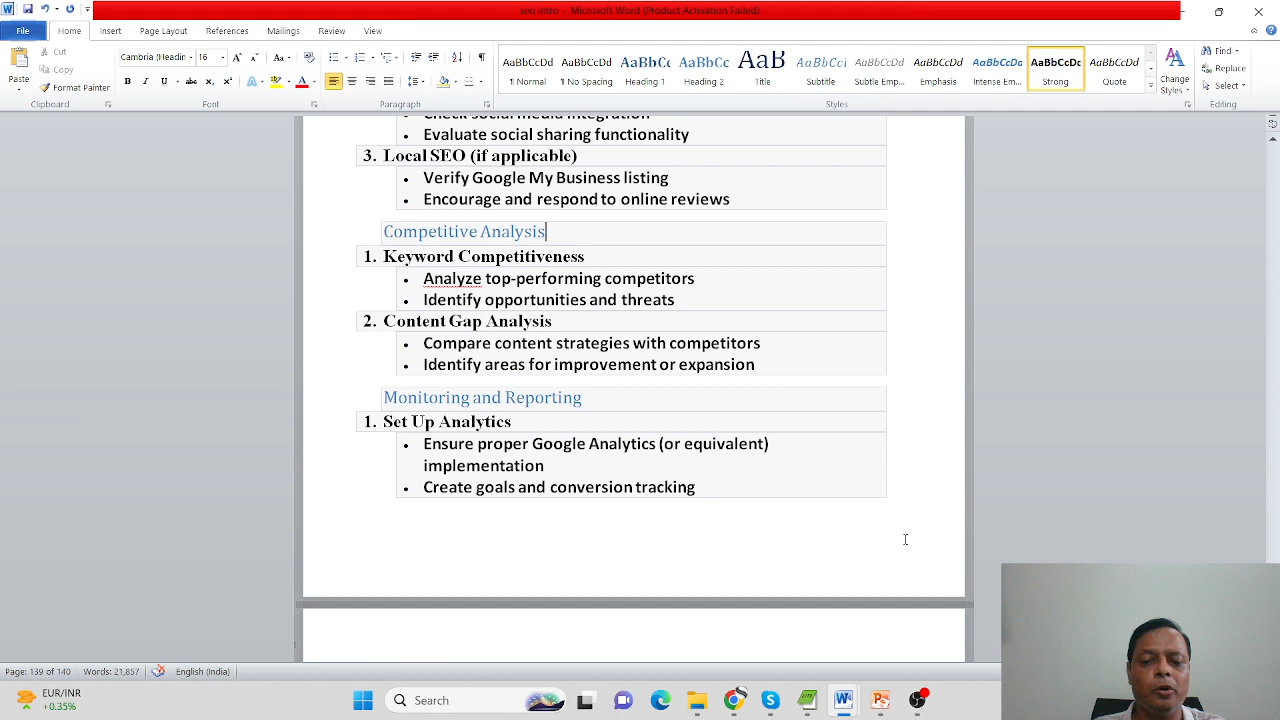 seo intro - Microsoft Word (Product Activation Failed)
File Home Insert Page Layout References Mailings Review View
Paste
Cut
Copy
Format Painter
Clipboard
Cambria (Headin 16
Font
Paragraph
AaBbCcDd AaBbCcDd AaBbCc AaBbCc AaB AaBbCcl AaBbCcDd AaBbCcDd AaBbCcDd AaBbCcDc AaBbCcDd
¶ Normal ¶ No Spacing Heading 1 Heading 2 Title Subtitle Subtle Emp... Emphasis Intense Em... Strong Quote
Styles
Change
Styles
Find
Replace
Select
Editing
Check social media integration
• Evaluate social sharing functionality
3. Local SEO (if applicable)
• Verify Google My Business listing
• Encourage and respond to online reviews
Competitive Analysis
1. Keyword Competitiveness
• Analyze top-performing competitors
• Identify opportunities and threats
2. Content Gap Analysis
• Compare content strategies with competitors
• Identify areas for improvement or expansion
Monitoring and Reporting
1. Set Up Analytics
• Ensure proper Google Analytics (or equivalent)
implementation
• Create goals and conversion tracking
Page: 139 of 140 Words: 21,857 English (India)
EUR/INR
+0.35%
Search